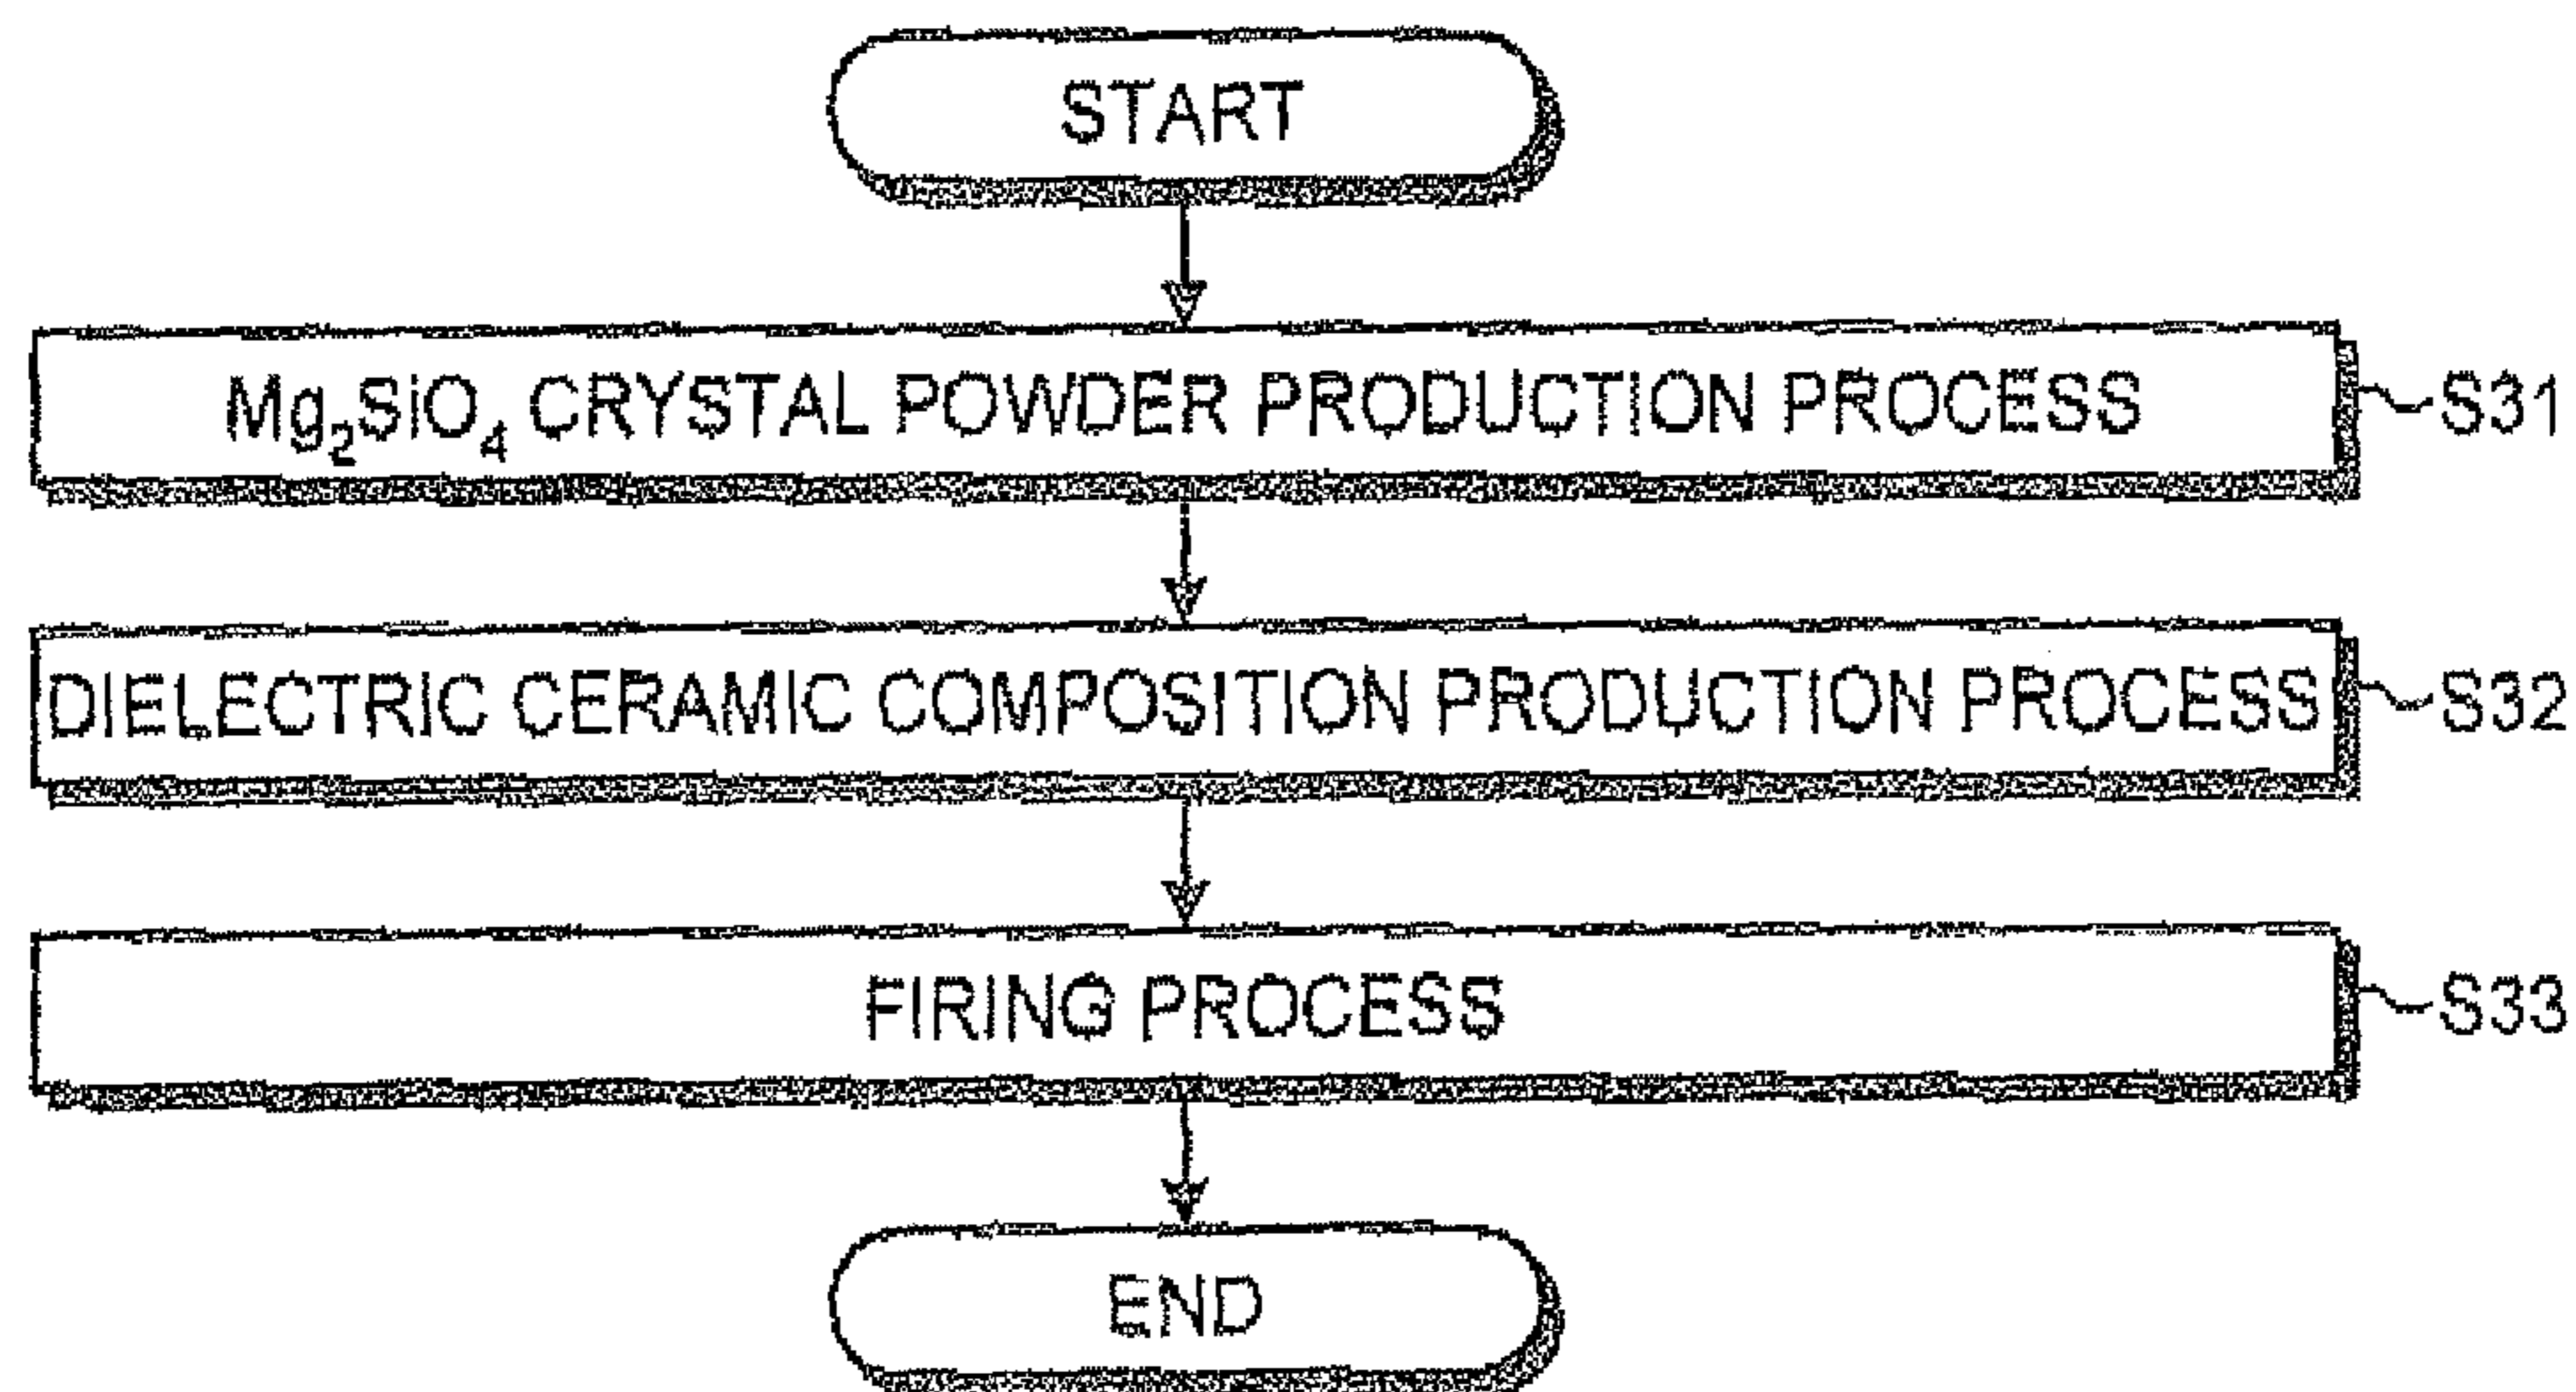 START
Mg₂SiO₄ CRYSTAL POWDER PRODUCTION PROCESS S31
DIELECTRIC CERAMIC COMPOSITION PRODUCTION PROCESS S32
FIRING PROCESS S33
END